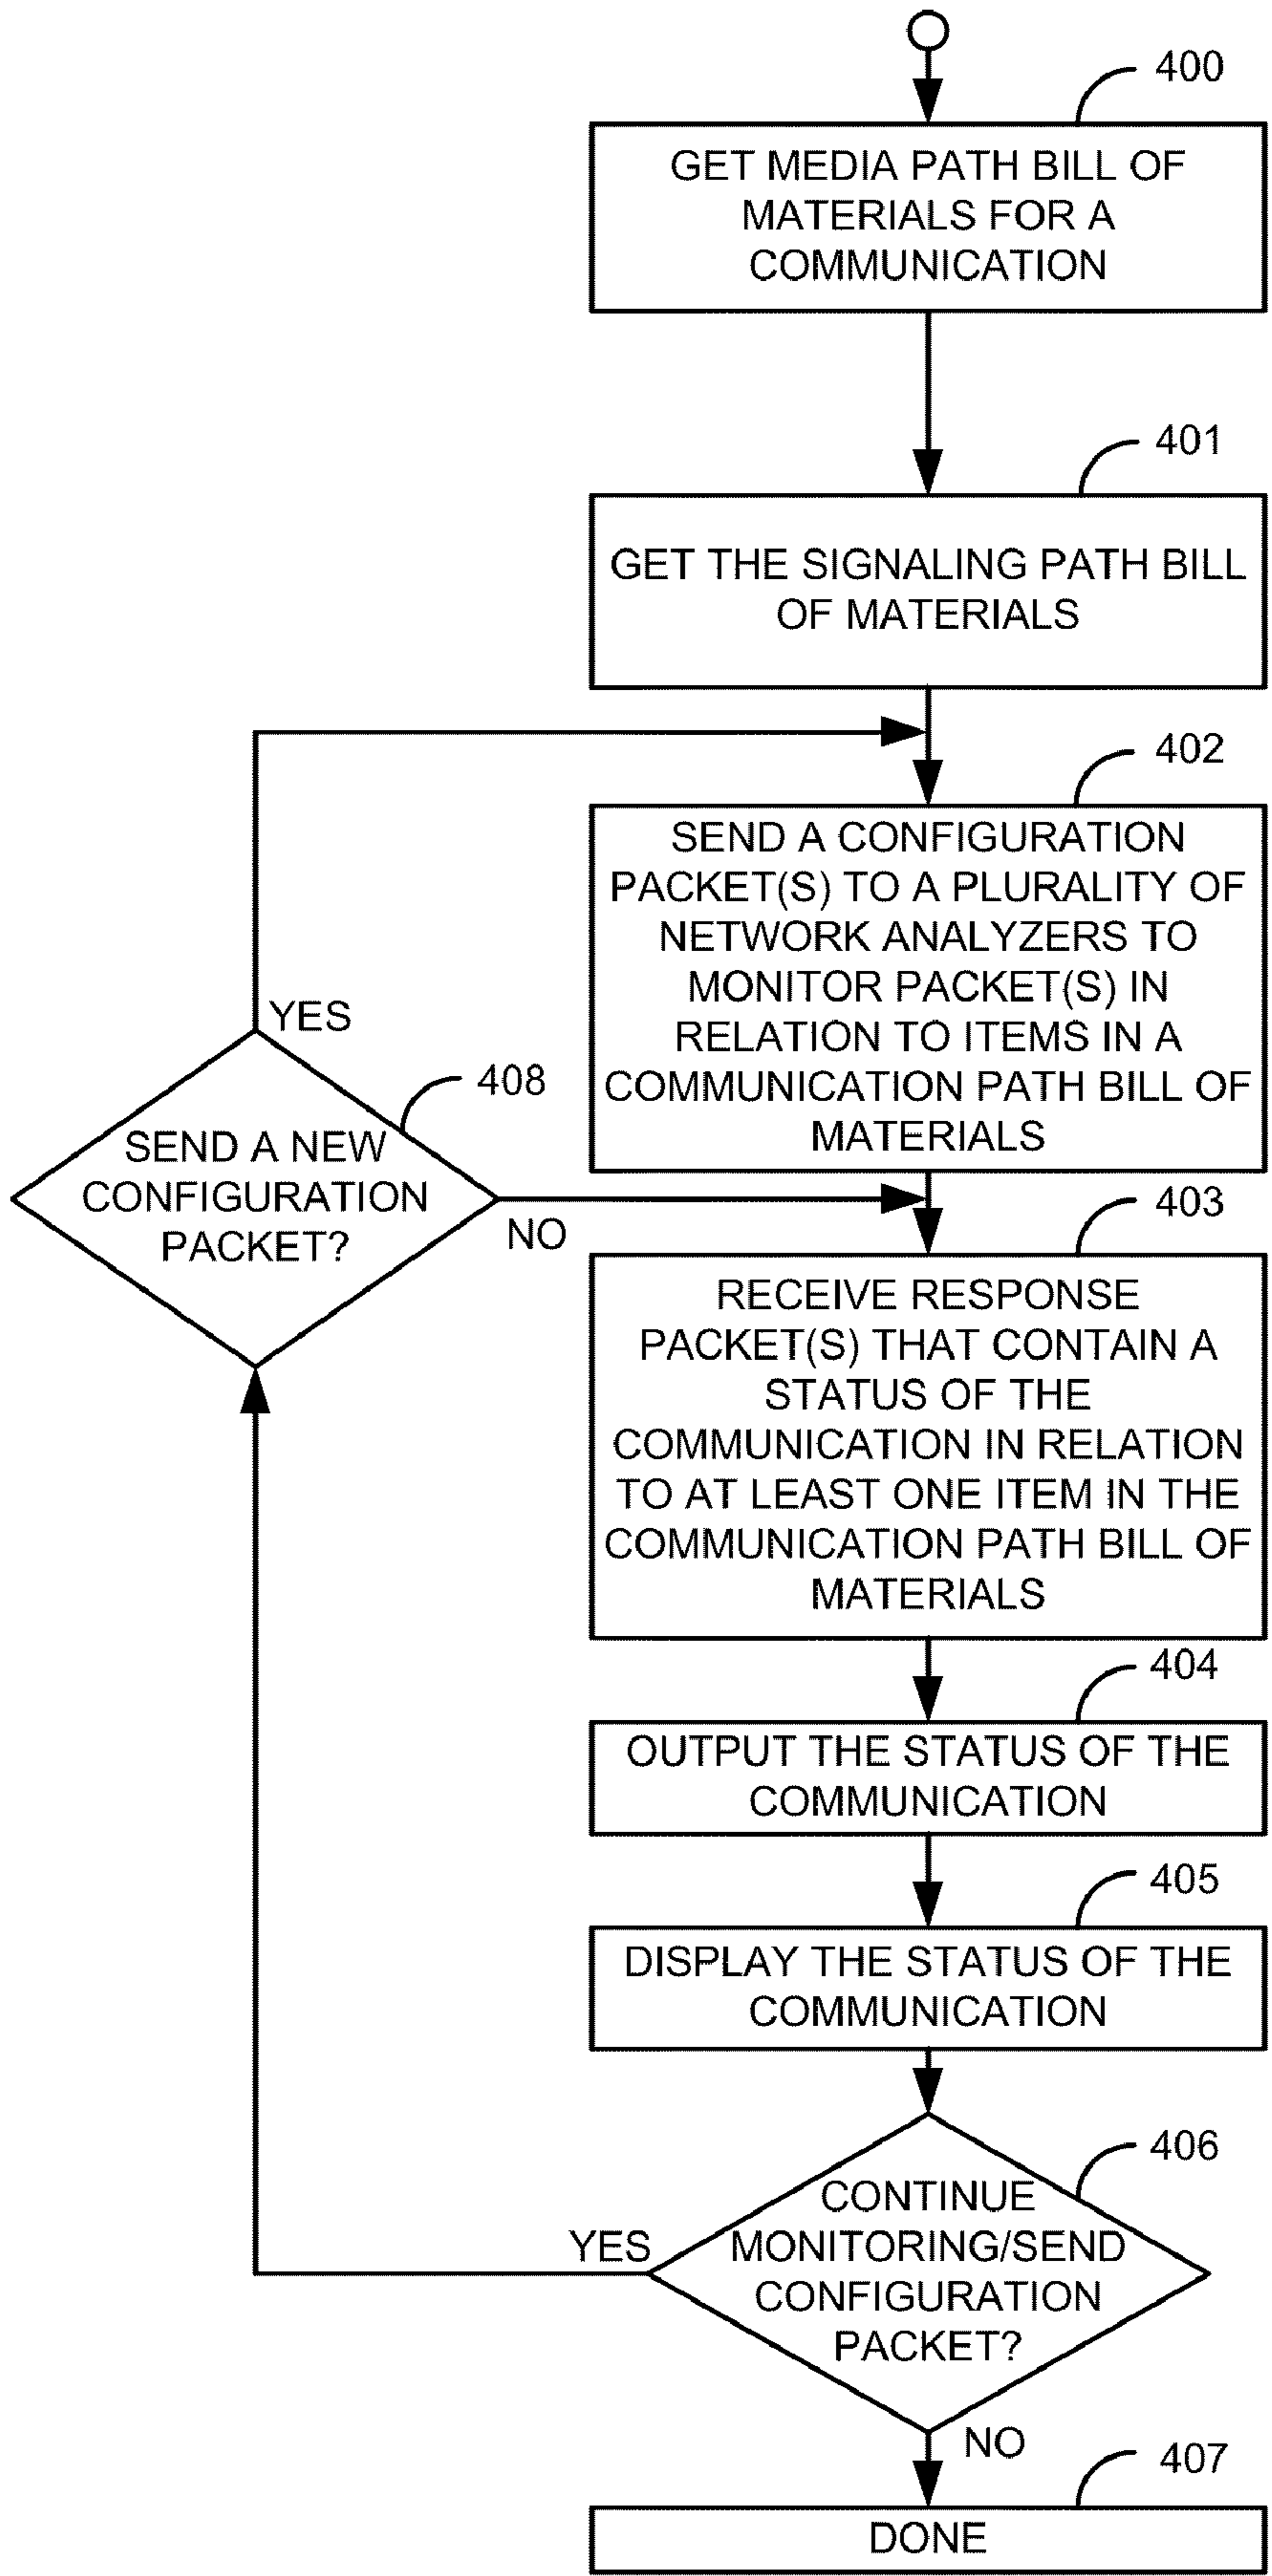 400
GET MEDIA PATH BILL OF
MATERIALS FOR A
COMMUNICATION
401
GET THE SIGNALING PATH BILL
OF MATERIALS
402
SEND A CONFIGURATION
PACKET(S) TO A PLURALITY OF
NETWORK ANALYZERS TO
MONITOR PACKET(S) IN
RELATION TO ITEMS IN A
COMMUNICATION PATH BILL OF
MATERIALS
YES
408
SEND A NEW
CONFIGURATION
PACKET?
NO
403
RECEIVE RESPONSE
PACKET(S) THAT CONTAIN A
STATUS OF THE
COMMUNICATION IN RELATION
TO AT LEAST ONE ITEM IN THE
COMMUNICATION PATH BILL OF
MATERIALS
404
OUTPUT THE STATUS OF THE
COMMUNICATION
405
DISPLAY THE STATUS OF THE
COMMUNICATION
406
CONTINUE
MONITORING/SEND
CONFIGURATION
PACKET?
YES
NO
407
DONE